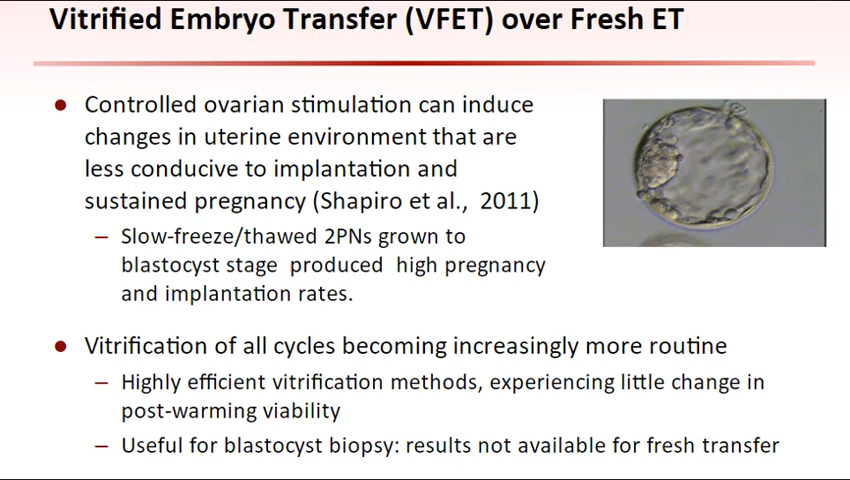 Vitrified Embryo Transfer (VFET) over Fresh ET
Controlled ovarian stimulation can induce
changes in uterine environment that are
less conducive to implantation and
sustained pregnancy (Shapiro et al., 2011)
– Slow-freeze/thawed 2PNs grown to
blastocyst stage produced high pregnancy
and implantation rates.
Vitrification of all cycles becoming increasingly more routine
– Highly efficient vitrification methods, experiencing little change in
post-warming viability
– Useful for blastocyst biopsy: results not available for fresh transfer